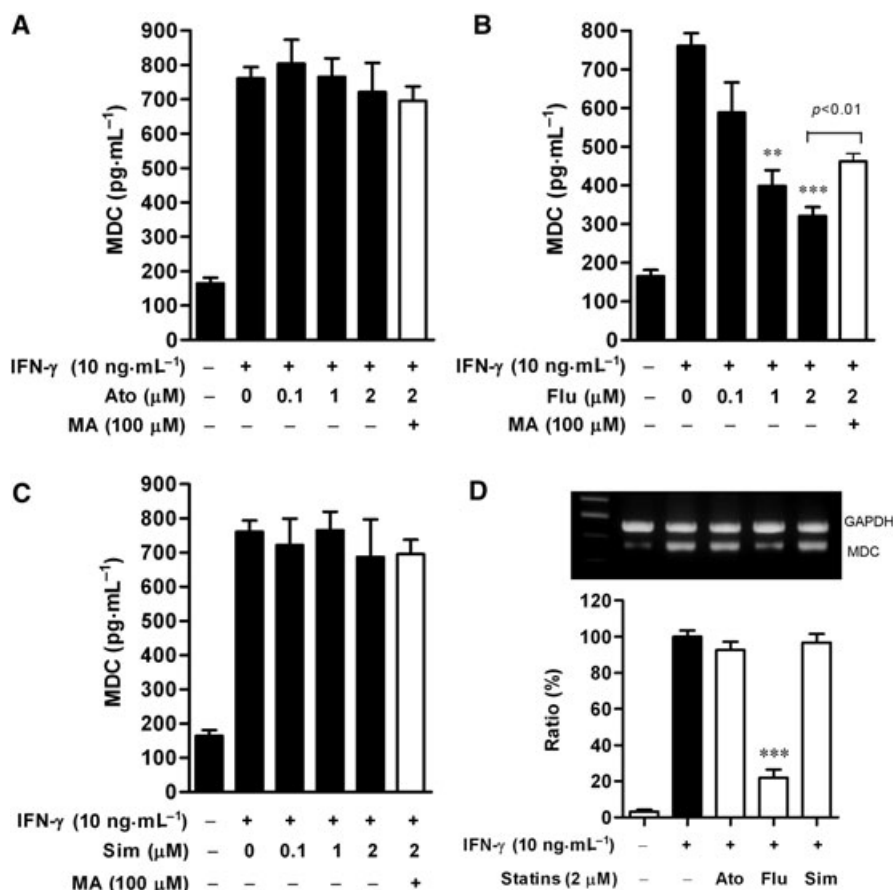 A
MDC (pg·mL⁻¹)
900
800
700
600
500
400
300
200
100
0
IFN-γ (10 ng·mL⁻¹) – + + + + +
Ato (μM) – 0 0.1 1 2 2
MA (100 μM) – – – – – +
B
MDC (pg·mL⁻¹)
800
700
600
500
400
300
200
100
0
p<0.01
**
***
IFN-γ (10 ng·mL⁻¹) – + + + + +
Flu (μM) – 0 0.1 1 2 2
MA (100 μM) – – – – – +
C
MDC (pg·mL⁻¹)
900
800
700
600
500
400
300
200
100
0
IFN-γ (10 ng·mL⁻¹) – + + + + +
Sim (μM) – 0 0.1 1 2 2
MA (100 μM) – – – – – +
D
GAPDH
MDC
Ratio (%)
120
100
80
60
40
20
0
***
IFN-γ (10 ng·mL⁻¹) – + + + +
Statins (2 μM) – – Ato Flu Sim